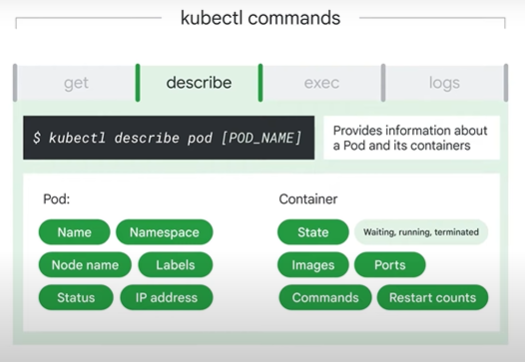 kubectl commands
get
describe
exec
logs
$ kubectl describe pod [POD_NAME]
Provides information about
a Pod and its containers
Pod:
Name
Namespace
Node name
Labels
Status
IP address
Container
State
Waiting, running, terminated
Images
Ports
Commands
Restart counts